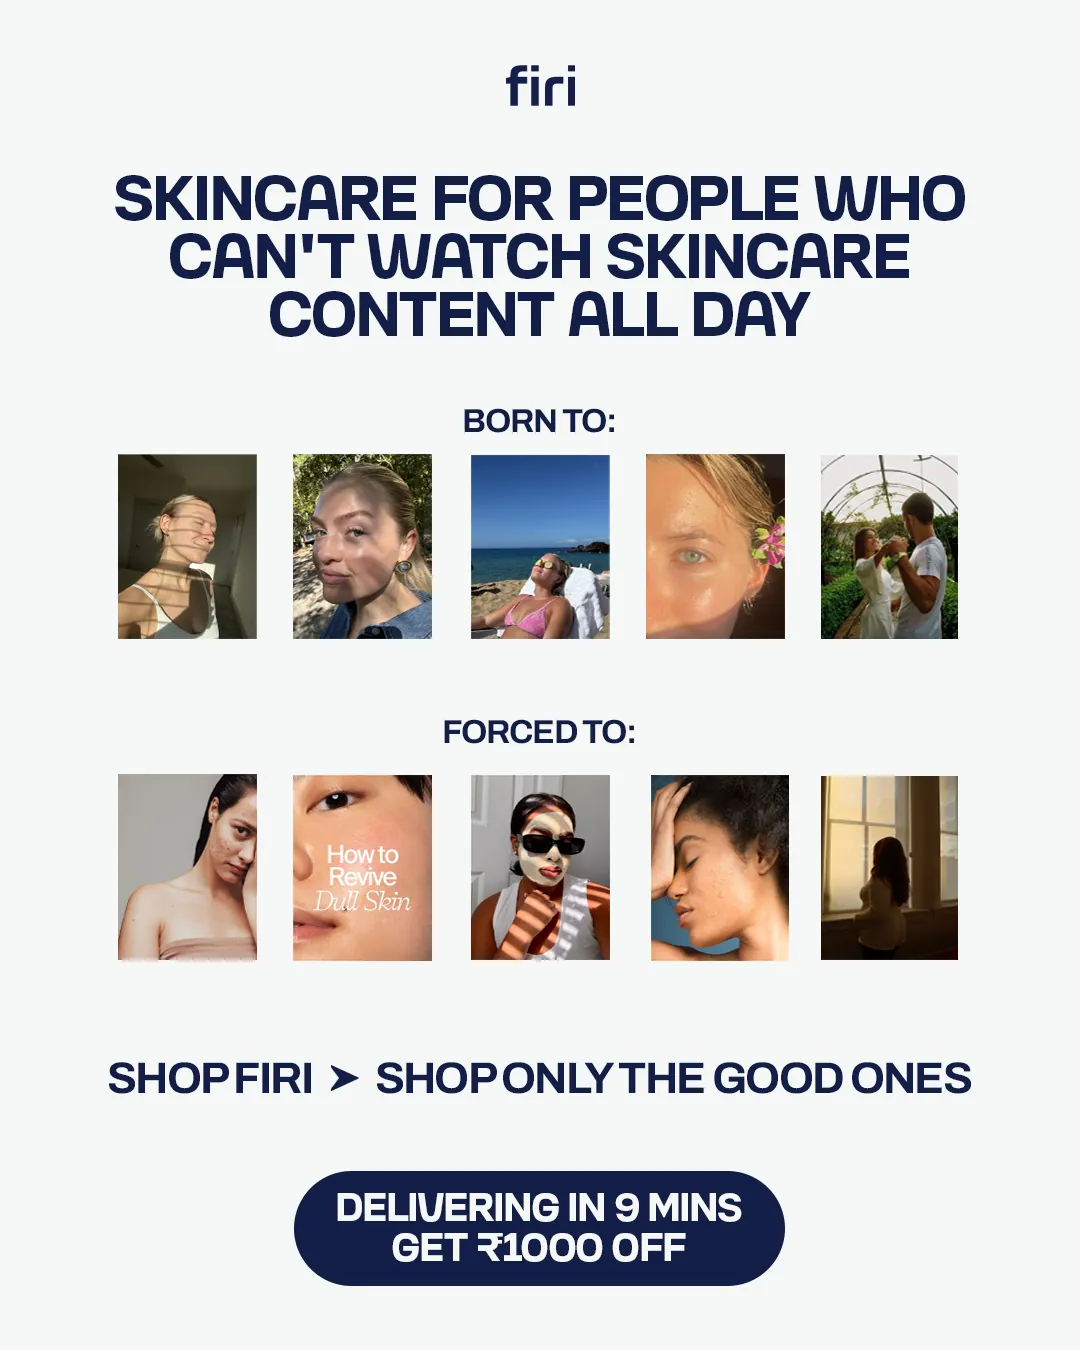 firi
SKINCARE FOR PEOPLE WHO
CAN'T WATCH SKINCARE
CONTENT ALL DAY
BORN TO:
FORCED TO:
How to
Revive
Dull Skin
SHOP FIRI ➤ SHOP ONLY THE GOOD ONES
DELIVERING IN 9 MINS
GET ₹1000 OFF